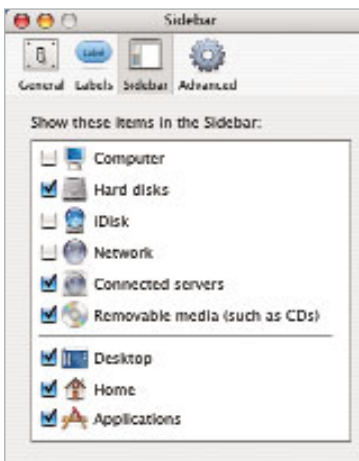 Sidebar
Label
General Labels Sidebar Advanced
Show these items in the Sidebar:
Computer
Hard disks
iDisk
Network
Connected servers
Removable media (such as CDs)
Desktop
Home
Applications